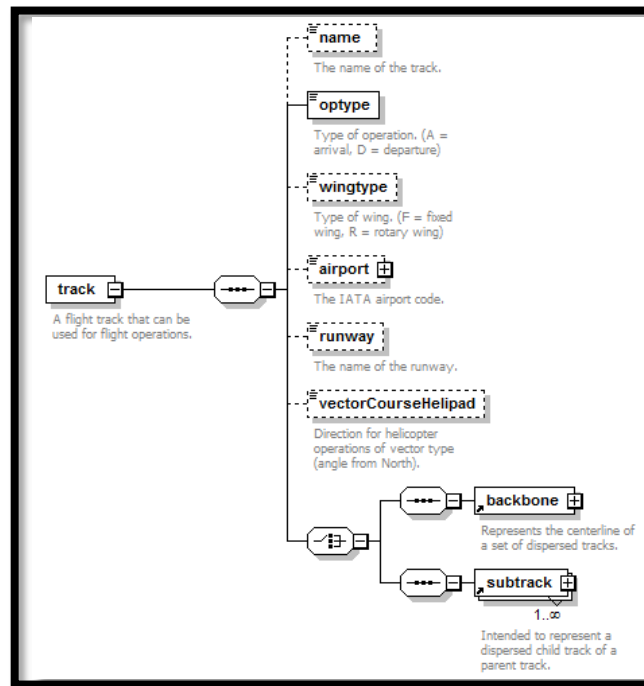 name
The name of the track.
optype
Type of operation. (A =
arrival, D = departure)
wingtype
Type of wing. (F = fixed
wing, R = rotary wing)
airport
The IATA airport code.
track
A flight track that can be
used for flight operations.
runway
The name of the runway.
vectorCourseHelipad
Direction for helicopter
operations of vector type
(angle from North).
backbone
Represents the centerline of
a set of dispersed tracks.
subtrack
1..∞
Intended to represent a
dispersed child track of a
parent track.